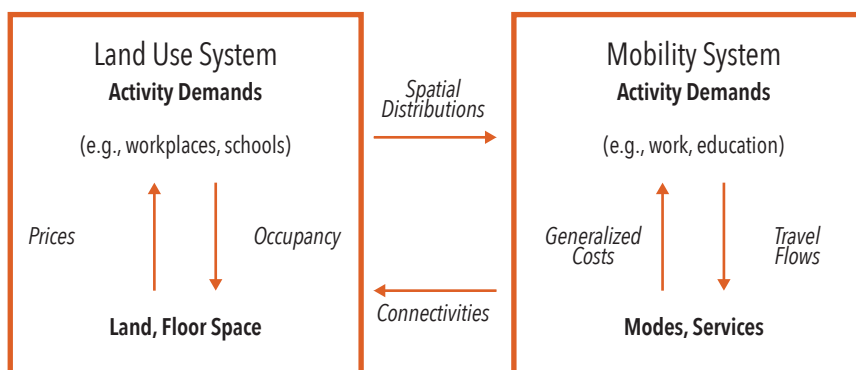 Land Use System
Activity Demands
(e.g., workplaces, schools)
Prices
Occupancy
Land, Floor Space
Spatial
Distributions
Connectivities
Mobility System
Activity Demands
(e.g., work, education)
Generalized
Costs
Travel
Flows
Modes, Services